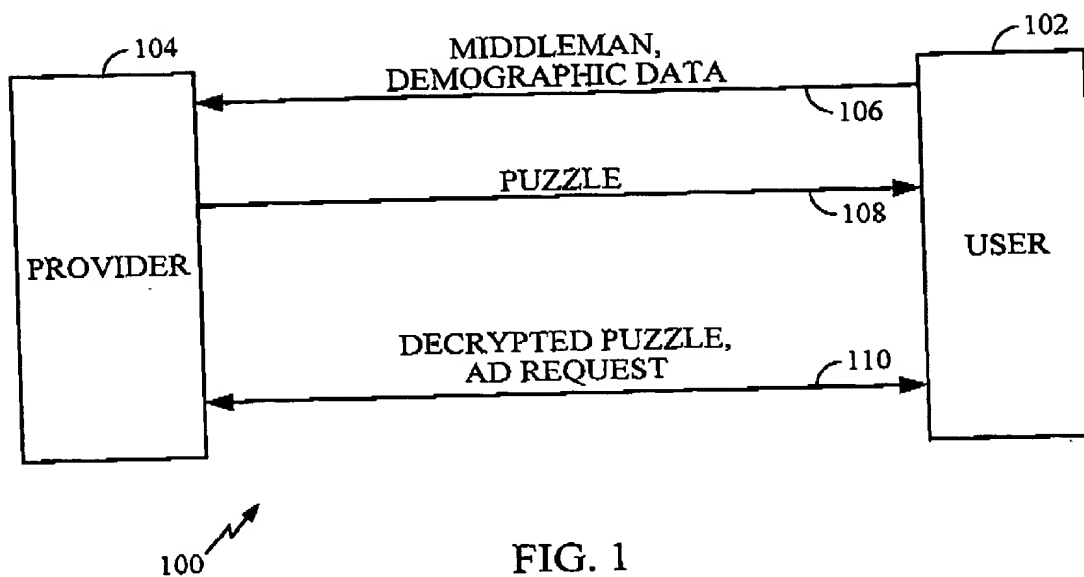 104
102
MIDDLEMAN,
DEMOGRAPHIC DATA
106
PUZZLE
108
PROVIDER
USER
DECRYPTED PUZZLE,
AD REQUEST
110
100
FIG. 1